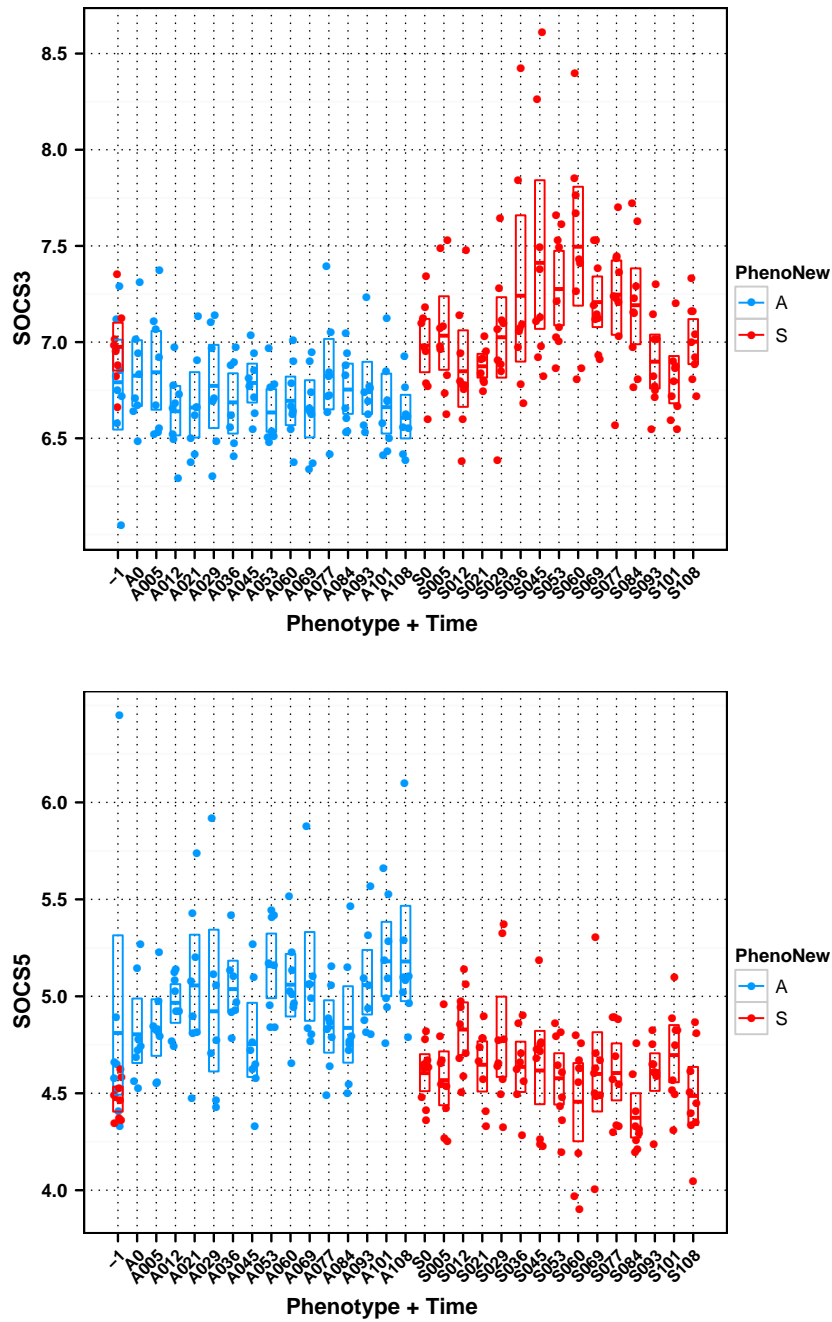 8.5
8.0
7.5
7.0
6.5
SOCS3
−1 A0 A005 A012 A021 A029 A036 A045 A053 A060 A069 A077 A084 A093 A101 A108 S0 S005 S012 S021 S029 S036 S045 S053 S060 S069 S077 S084 S093 S101 S108
Phenotype + Time
PhenoNew
A
S
6.0
5.5
5.0
4.5
4.0
SOCS5
−1 A0 A005 A012 A021 A029 A036 A045 A053 A060 A069 A077 A084 A093 A101 A108 S0 S005 S012 S021 S029 S036 S045 S053 S060 S069 S077 S084 S093 S101 S108
Phenotype + Time
PhenoNew
A
S